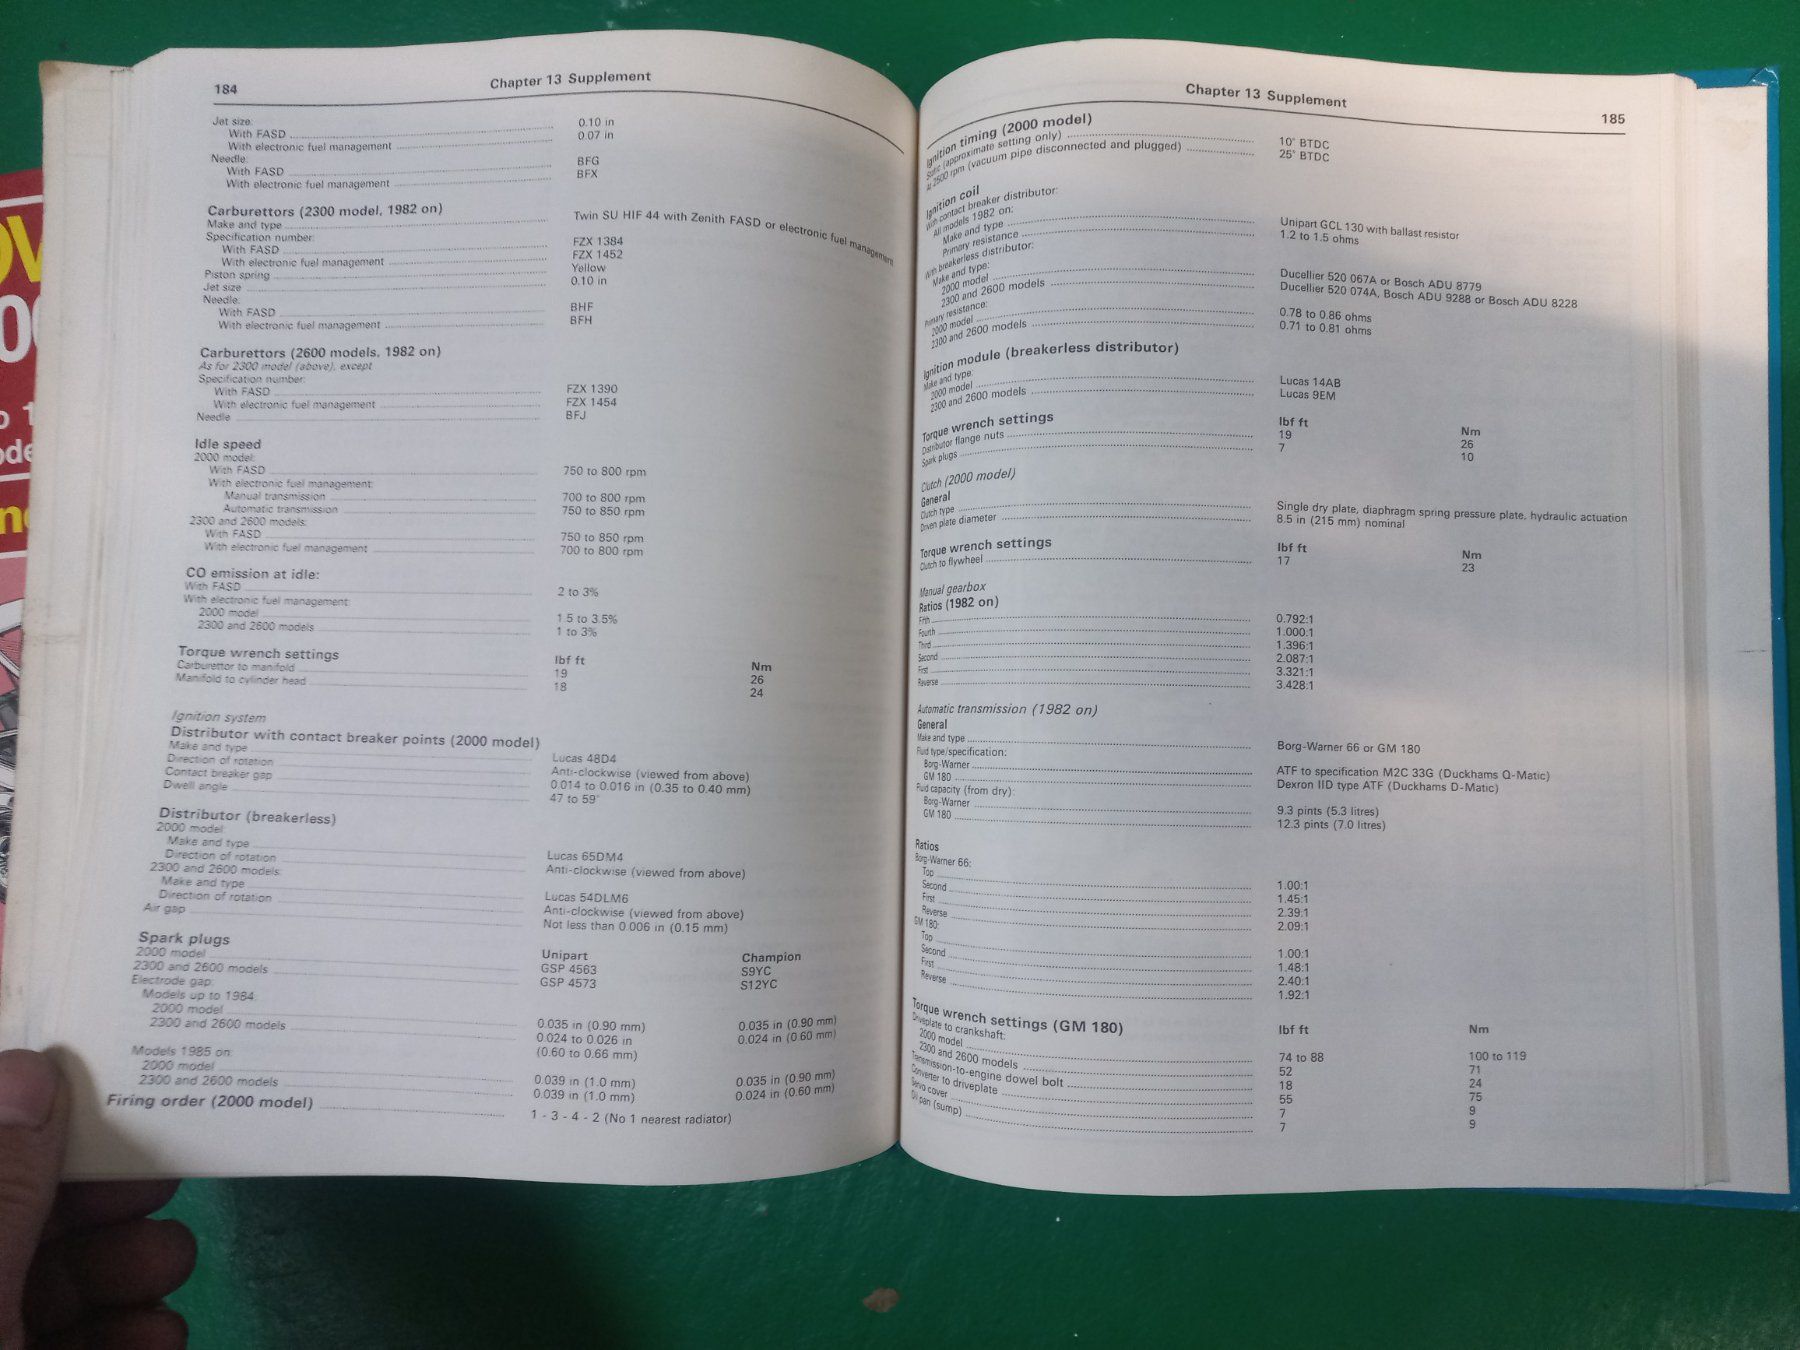 184
Chapter 13 Supplement
Jet size:
With FASD 0.10 in
With electronic fuel management 0.07 in
Needle:
With FASD BFG
With electronic fuel management BFX
Carburettors (2300 model, 1982 on)
Make and type Twin SU HIF 44 with Zenith FASD or electronic fuel management
Specification number:
With FASD FZX 1384
With electronic fuel management FZX 1452
Piston spring Yellow
Jet size 0.10 in
Needle:
With FASD BHF
With electronic fuel management BFH
Carburettors (2600 models, 1982 on)
As for 2300 model (above), except
Specification number:
With FASD FZX 1390
With electronic fuel management FZX 1454
Needle BFJ
Idle speed
2000 model:
With FASD 750 to 800 rpm
With electronic fuel management:
Manual transmission 700 to 800 rpm
Automatic transmission 750 to 850 rpm
2300 and 2600 models:
With FASD 750 to 850 rpm
With electronic fuel management 700 to 800 rpm
CO emission at idle:
With FASD 2 to 3%
With electronic fuel management:
2000 model 1.5 to 3.5%
2300 and 2600 models 1 to 3%
Torque wrench settings lbf ft Nm
Carburettor to manifold 19 26
Manifold to cylinder head 18 24
Ignition system
Distributor with contact breaker points (2000 model)
Make and type Lucas 48D4
Direction of rotation Anti-clockwise (viewed from above)
Contact breaker gap 0.014 to 0.016 in (0.35 to 0.40 mm)
Dwell angle 47 to 59°
Distributor (breakerless)
2000 model:
Make and type Lucas 65DM4
Direction of rotation Anti-clockwise (viewed from above)
2300 and 2600 models:
Make and type Lucas 54DLM6
Direction of rotation Anti-clockwise (viewed from above)
Air gap Not less than 0.006 in (0.15 mm)
Spark plugs Unipart Champion
2000 model GSP 4563 S9YC
2300 and 2600 models GSP 4573 S12YC
Electrode gap:
Models up to 1984:
2000 model 0.035 in (0.90 mm) 0.035 in (0.90 mm)
2300 and 2600 models 0.024 to 0.026 in 0.024 in (0.60 mm)
(0.60 to 0.66 mm)
Models 1985 on:
2000 model 0.039 in (1.0 mm) 0.035 in (0.90 mm)
2300 and 2600 models 0.039 in (1.0 mm) 0.024 in (0.60 mm)
Firing order (2000 model) 1 - 3 - 4 - 2 (No 1 nearest radiator)
Chapter 13 Supplement
185
Ignition timing (2000 model)
Static (approximate setting only) 10° BTDC
At 2500 rpm (vacuum pipe disconnected and plugged) 25° BTDC
Ignition coil
With contact breaker distributor:
All models 1982 on:
Make and type Unipart GCL 130 with ballast resistor
Primary resistance 1.2 to 1.5 ohms
With breakerless distributor:
Make and type:
2000 model Ducellier 520 067A or Bosch ADU 8779
2300 and 2600 models Ducellier 520 074A, Bosch ADU 9288 or Bosch ADU 8228
Primary resistance:
2000 model 0.78 to 0.86 ohms
2300 and 2600 models 0.71 to 0.81 ohms
Ignition module (breakerless distributor)
Make and type:
2000 model Lucas 14AB
2300 and 2600 models Lucas 9EM
Torque wrench settings lbf ft Nm
Distributor flange nuts 19 26
Spark plugs 7 10
Clutch (2000 model)
General
Clutch type Single dry plate, diaphragm spring pressure plate, hydraulic actuation
Driven plate diameter 8.5 in (215 mm) nominal
Torque wrench settings lbf ft Nm
Clutch to flywheel 17 23
Manual gearbox
Ratios (1982 on)
Fifth 0.792:1
Fourth 1.000:1
Third 1.396:1
Second 2.087:1
First 3.321:1
Reverse 3.428:1
Automatic transmission (1982 on)
General
Make and type Borg-Warner 66 or GM 180
Fluid type/specification:
Borg-Warner ATF to specification M2C 33G (Duckhams Q-Matic)
GM 180 Dexron IID type ATF (Duckhams D-Matic)
Fluid capacity (from dry):
Borg-Warner 9.3 pints (5.3 litres)
GM 180 12.3 pints (7.0 litres)
Ratios
Borg-Warner 66:
Top 1.00:1
Second 1.45:1
First 2.39:1
Reverse 2.09:1
GM 180:
Top 1.00:1
Second 1.48:1
First 2.40:1
Reverse 1.92:1
Torque wrench settings (GM 180) lbf ft Nm
Driveplate to crankshaft:
2000 model 74 to 88 100 to 119
2300 and 2600 models 52 71
Transmission-to-engine dowel bolt 18 24
Converter to driveplate 55 75
Servo cover 7 9
Oil pan (sump) 7 9